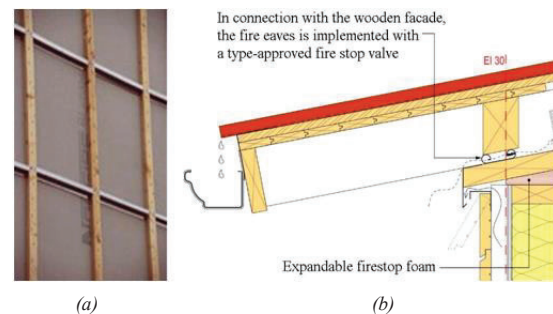 In connection with the wooden facade,
the fire eaves is implemented with
a type-approved fire stop valve
EI 30
Expandable firestop foam
(a)
(b)